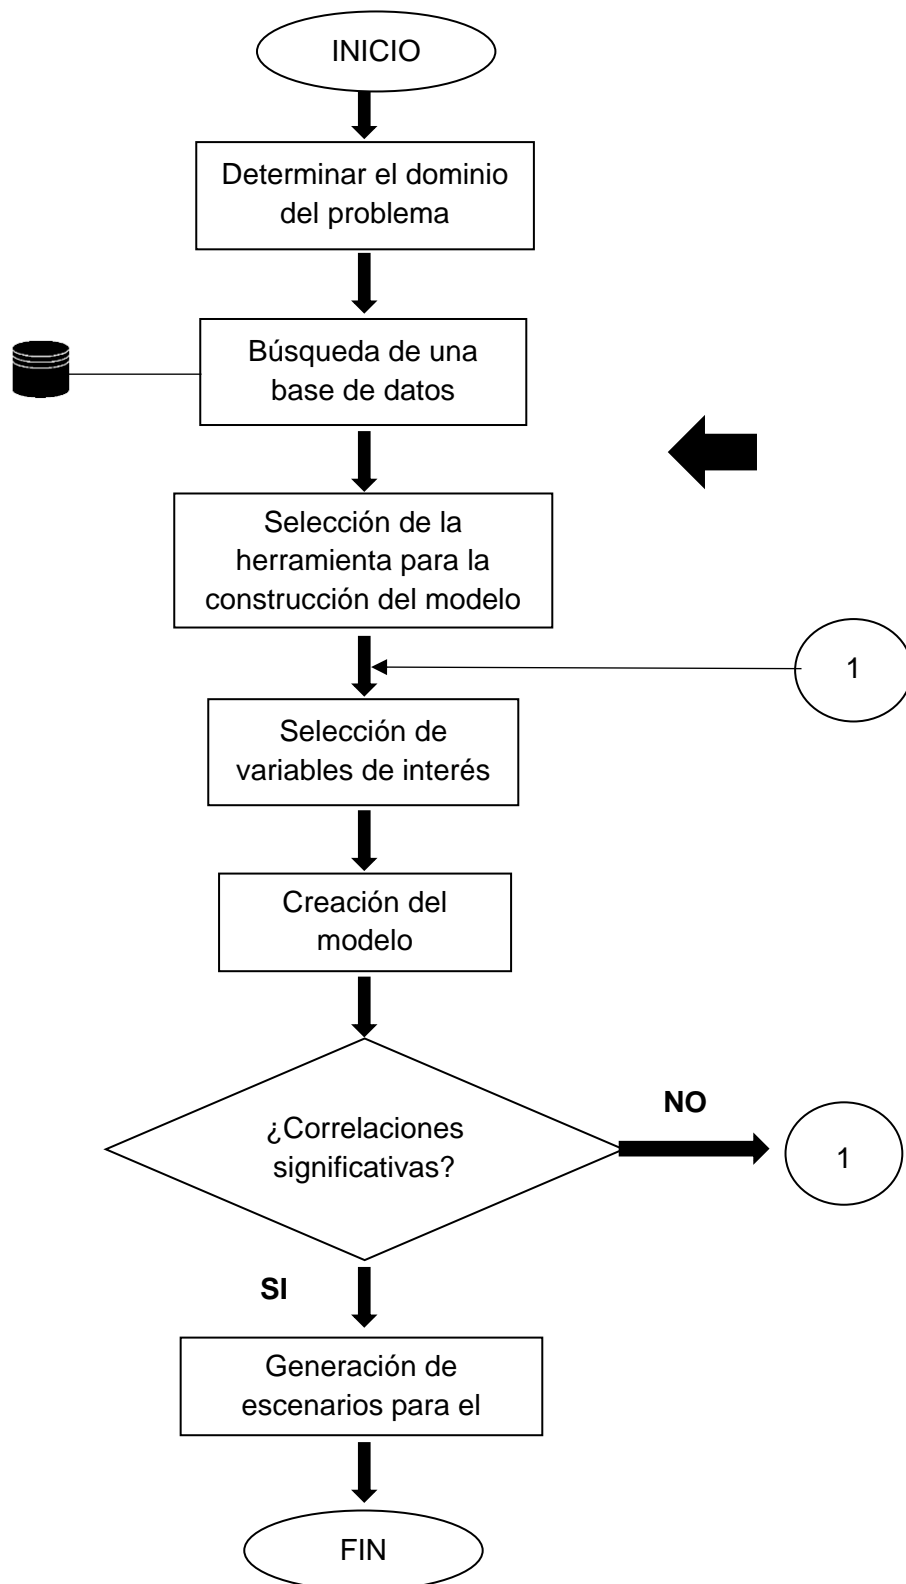 INICIO
Determinar el dominio
del problema
Búsqueda de una
base de datos
Selección de la
herramienta para la
construcción del modelo
1
Selección de
variables de interés
Creación del
modelo
¿Correlaciones
significativas?
NO
1
SI
Generación de
escenarios para el
FIN